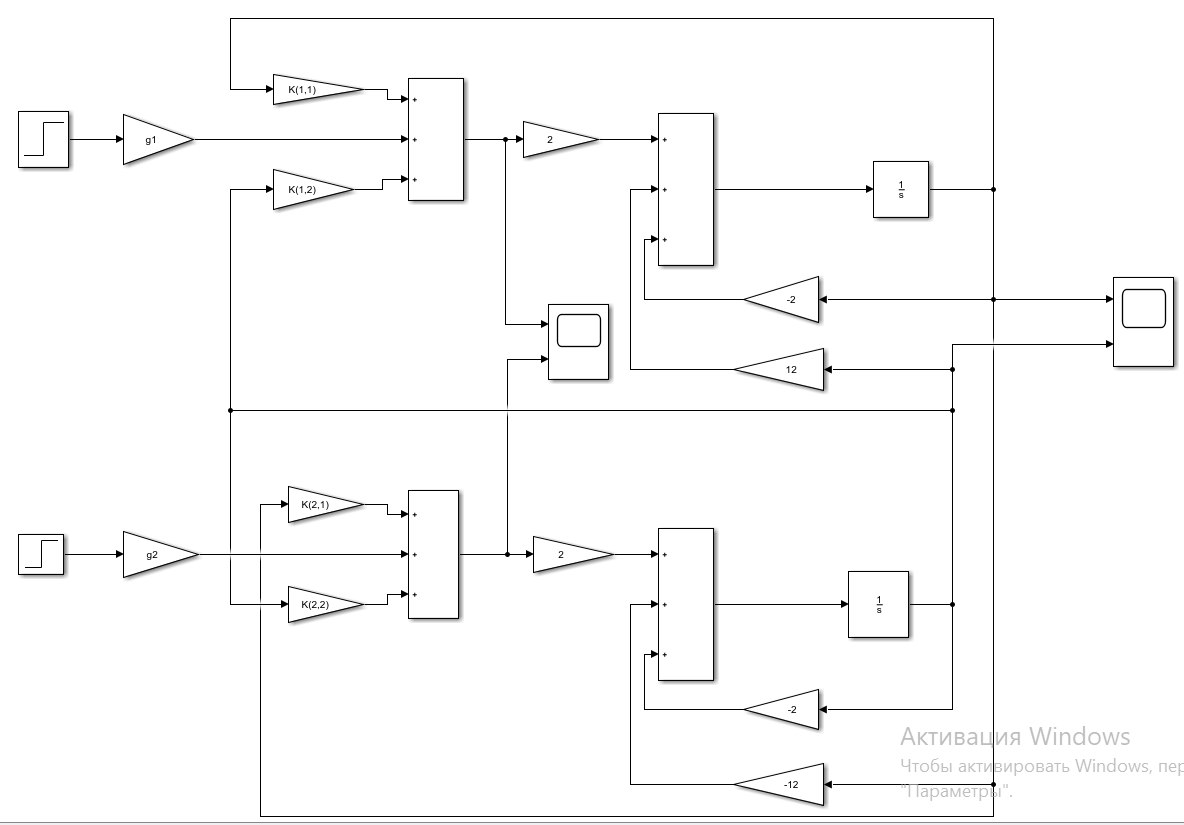 K(1,1)
+
g1
+
2
+
K(1,2)
+
+
1
s
+
-2
12
K(2,1)
+
g2
+
2
+
K(2,2)
+
+
1
s
+
-2
-12
Активация Windows
Чтобы активировать Windows, пер
"Параметры".